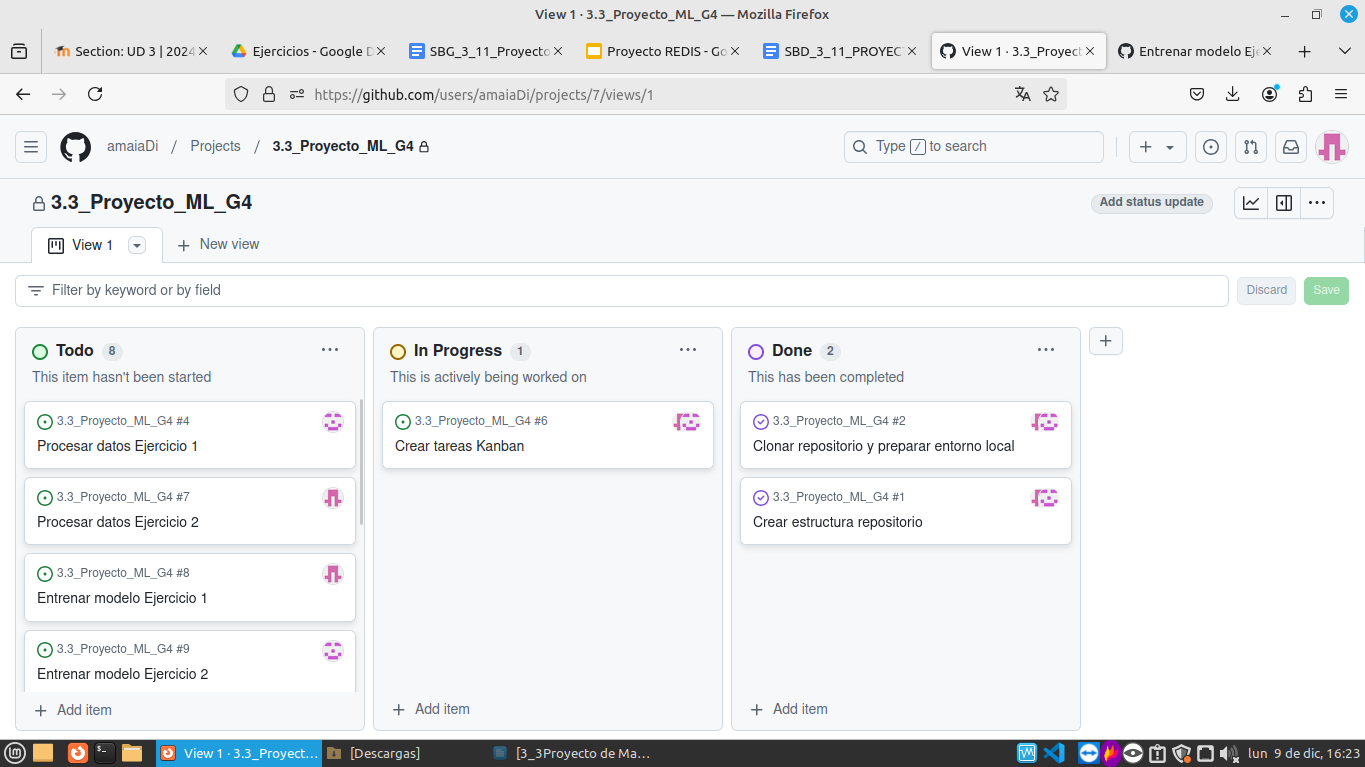 View 1 · 3.3_Proyecto_ML_G4 — Mozilla Firefox
Section: UD 3 | 2024
Ejercicios - Google D
SBG_3_11_Proyecto
Proyecto REDIS - Go
SBD_3_11_PROYEC
View 1 · 3.3_Proyect
Entrenar modelo Eje
https://github.com/users/amaiaDi/projects/7/views/1
amaiaDi / Projects / 3.3_Proyecto_ML_G4
Type / to search
3.3_Proyecto_ML_G4
Add status update
View 1
New view
Filter by keyword or by field
Discard
Save
Todo 8
This item hasn't been started
3.3_Proyecto_ML_G4 #4
Procesar datos Ejercicio 1
3.3_Proyecto_ML_G4 #7
Procesar datos Ejercicio 2
3.3_Proyecto_ML_G4 #8
Entrenar modelo Ejercicio 1
3.3_Proyecto_ML_G4 #9
Entrenar modelo Ejercicio 2
Add item
In Progress 1
This is actively being worked on
3.3_Proyecto_ML_G4 #6
Crear tareas Kanban
Add item
Done 2
This has been completed
3.3_Proyecto_ML_G4 #2
Clonar repositorio y preparar entorno local
3.3_Proyecto_ML_G4 #1
Crear estructura repositorio
Add item
View 1 · 3.3_Proyect...
[Descargas]
[3_3Proyecto de Ma...
lun 9 de dic, 16:23